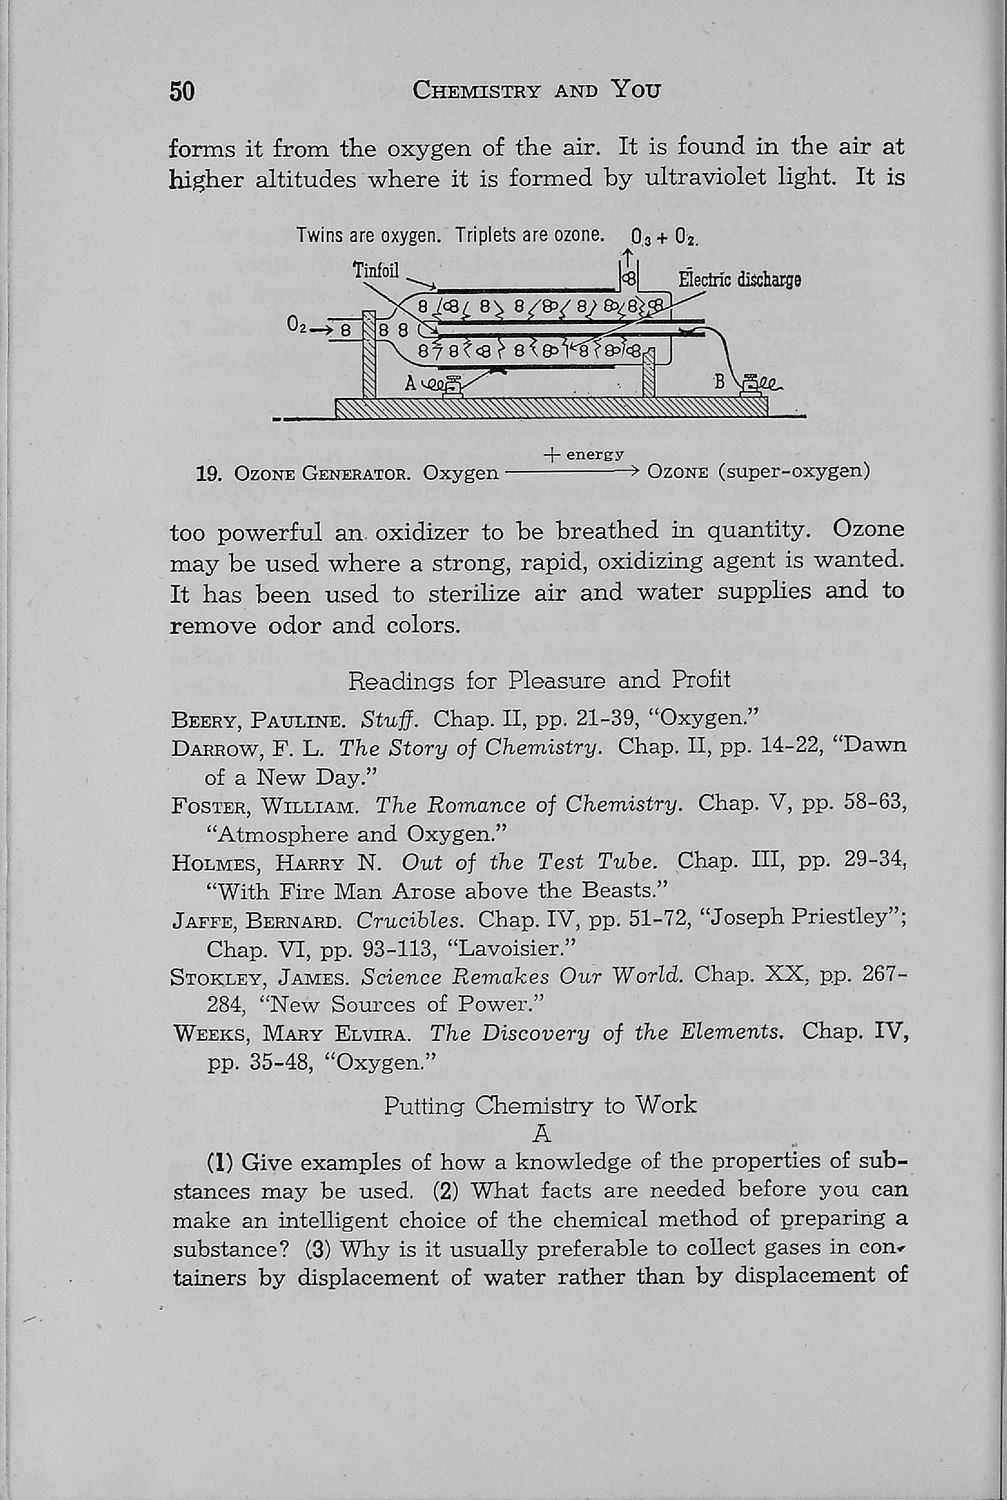 50 CHEMISTRY AND YOU
forms it from the oxygen of the air. It is found in the air at
higher altitudes where it is formed by ultraviolet light. It is
Twins are oxygen. Triplets are ozone. O₃ + O₂.
Tinfoil
Electric discharge
O₂
A
B
+ energy
19. OZONE GENERATOR. Oxygen ⟶ OZONE (super-oxygen)
too powerful an oxidizer to be breathed in quantity. Ozone
may be used where a strong, rapid, oxidizing agent is wanted.
It has been used to sterilize air and water supplies and to
remove odor and colors.
Readings for Pleasure and Profit
BEERY, PAULINE. Stuff. Chap. II, pp. 21-39, “Oxygen.”
DARROW, F. L. The Story of Chemistry. Chap. II, pp. 14-22, “Dawn
of a New Day.”
FOSTER, WILLIAM. The Romance of Chemistry. Chap. V, pp. 58-63,
“Atmosphere and Oxygen.”
HOLMES, HARRY N. Out of the Test Tube. Chap. III, pp. 29-34,
“With Fire Man Arose above the Beasts.”
JAFFE, BERNARD. Crucibles. Chap. IV, pp. 51-72, “Joseph Priestley”;
Chap. VI, pp. 93-113, “Lavoisier.”
STOKLEY, JAMES. Science Remakes Our World. Chap. XX, pp. 267-
284, “New Sources of Power.”
WEEKS, MARY ELVIRA. The Discovery of the Elements. Chap. IV,
pp. 35-48, “Oxygen.”
Putting Chemistry to Work
A
(1) Give examples of how a knowledge of the properties of sub-
stances may be used. (2) What facts are needed before you can
make an intelligent choice of the chemical method of preparing a
substance? (3) Why is it usually preferable to collect gases in con-
tainers by displacement of water rather than by displacement of